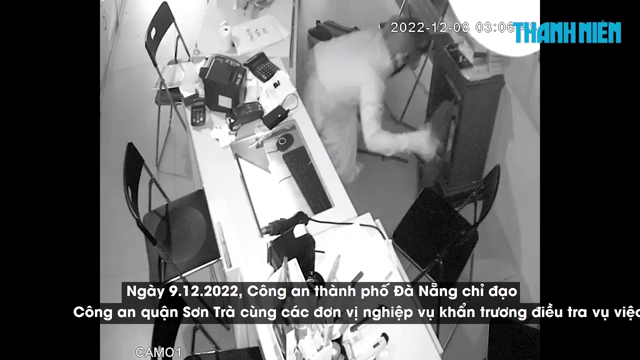 2022-12-08 03:06
THANH NIÊN
Ngày 9.12.2022, Công an thành phố Đà Nẵng chỉ đạo
Công an quận Sơn Trà cùng các đơn vị nghiệp vụ khẩn trương điều tra vụ việc
CAMO1